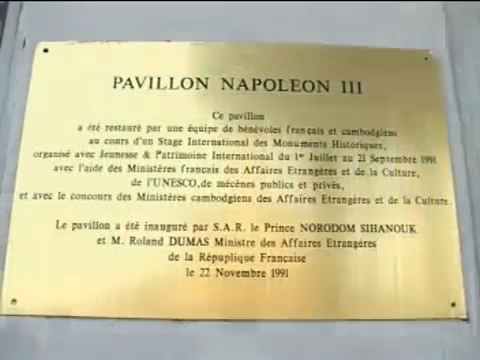 PAVILLON NAPOLEON III
Ce pavillon
a été restauré par une équipe de bénévoles français et cambodgiens
au cours d'un Stage International des Monuments Historiques,
organisé avec Jeunesse & Patrimoine International du 1er Juillet au 21 Septembre 1991
avec l'aide des Ministères français des Affaires Etrangères et de la Culture,
de l'UNESCO, de mécènes publics et privés,
et avec le concours des Ministères cambodgiens des Affaires Etrangères et de la Culture.
Le pavillon a été inauguré par S.A.R. le Prince NORODOM SIHANOUK
et M. Roland DUMAS Ministre des Affaires Etrangères
de la Répuplique Française
le 22 Novembre 1991